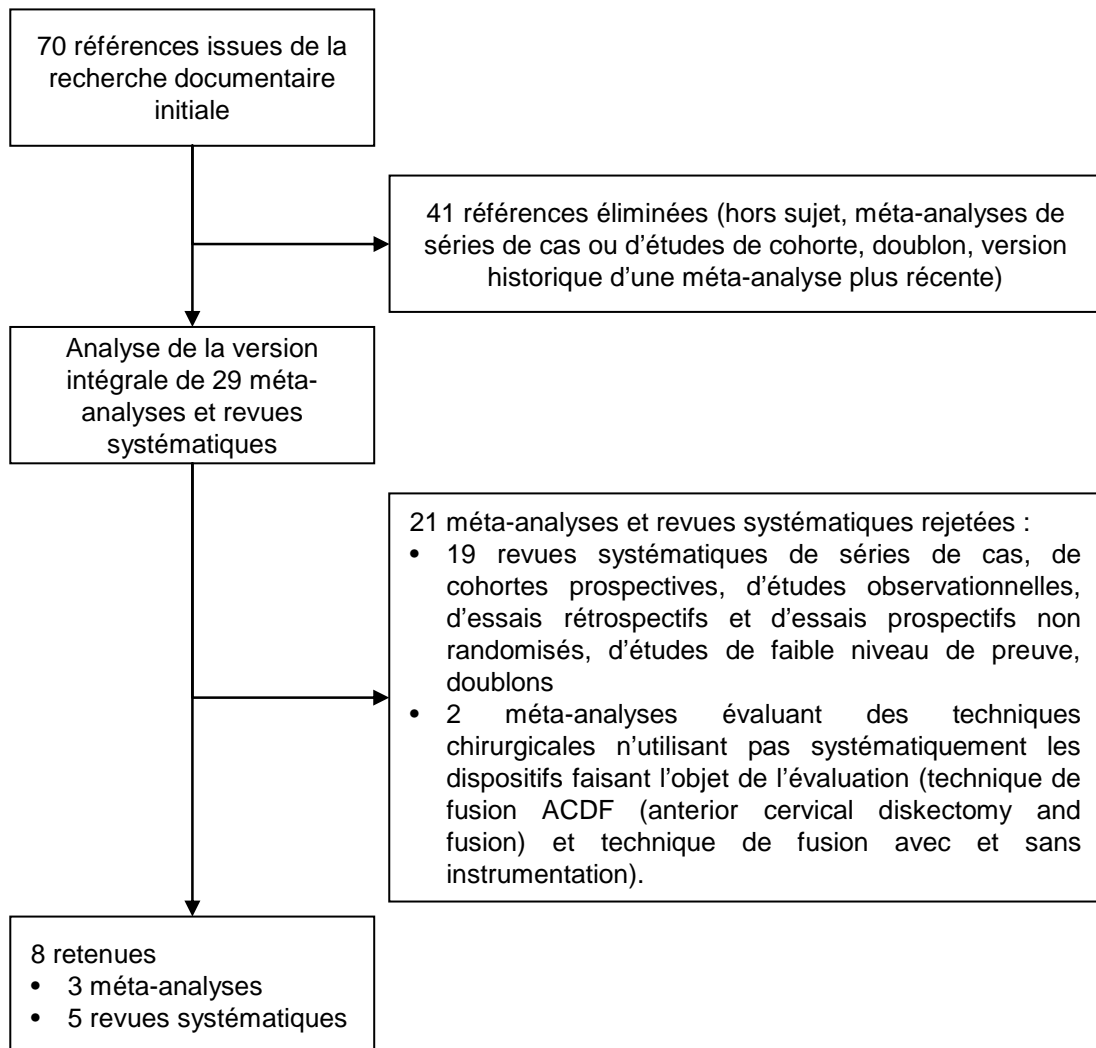 70 références issues de la
recherche documentaire
initiale
41 références éliminées (hors sujet, méta-analyses de
séries de cas ou d’études de cohorte, doublon, version
historique d’une méta-analyse plus récente)
Analyse de la version
intégrale de 29 méta-
analyses et revues
systématiques
21 méta-analyses et revues systématiques rejetées :
• 19 revues systématiques de séries de cas, de
cohortes prospectives, d’études observationnelles,
d’essais rétrospectifs et d’essais prospectifs non
randomisés, d’études de faible niveau de preuve,
doublons
• 2 méta-analyses évaluant des techniques
chirurgicales n’utilisant pas systématiquement les
dispositifs faisant l’objet de l’évaluation (technique de
fusion ACDF (anterior cervical diskectomy and
fusion) et technique de fusion avec et sans
instrumentation).
8 retenues
• 3 méta-analyses
• 5 revues systématiques